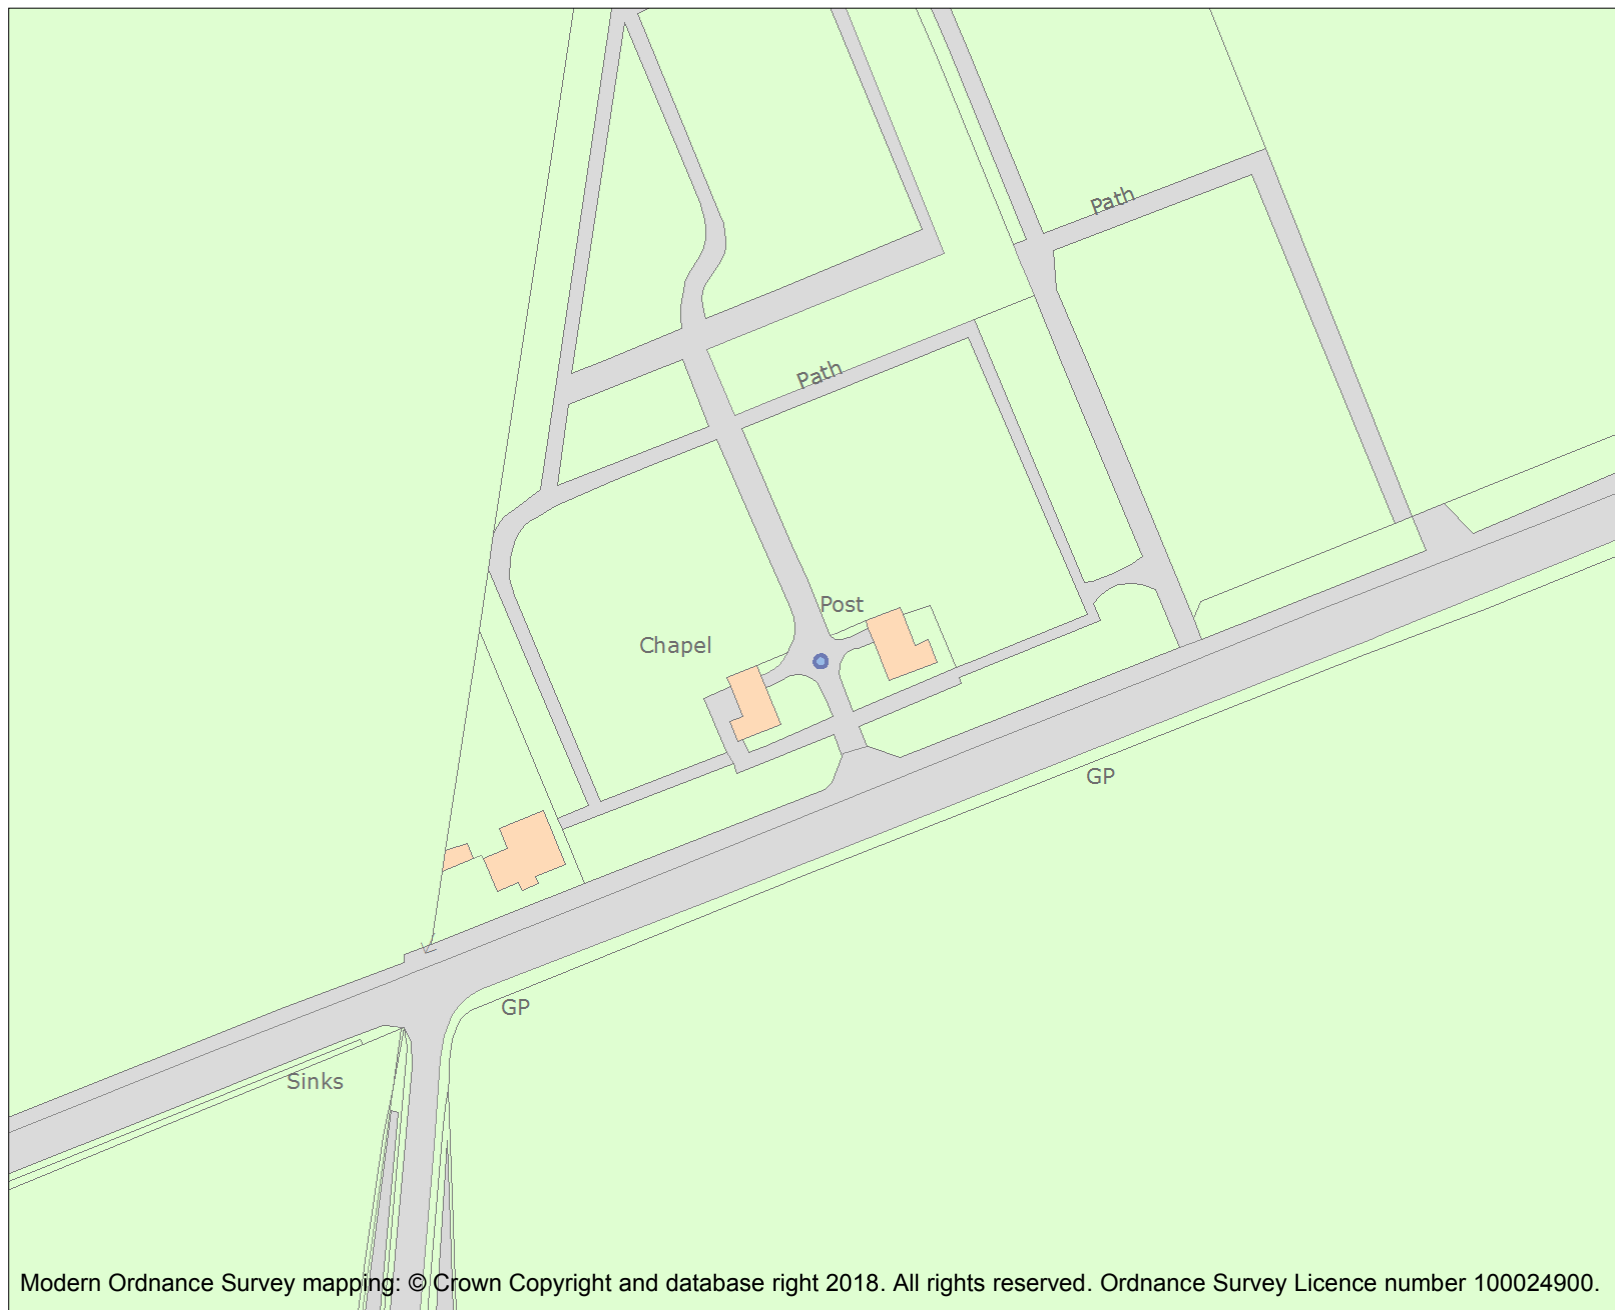 Path
Path
Post
Chapel
GP
GP
Sinks
Modern Ordnance Survey mapping: © Crown Copyright and database right 2018. All rights reserved. Ordnance Survey Licence number 100024900.